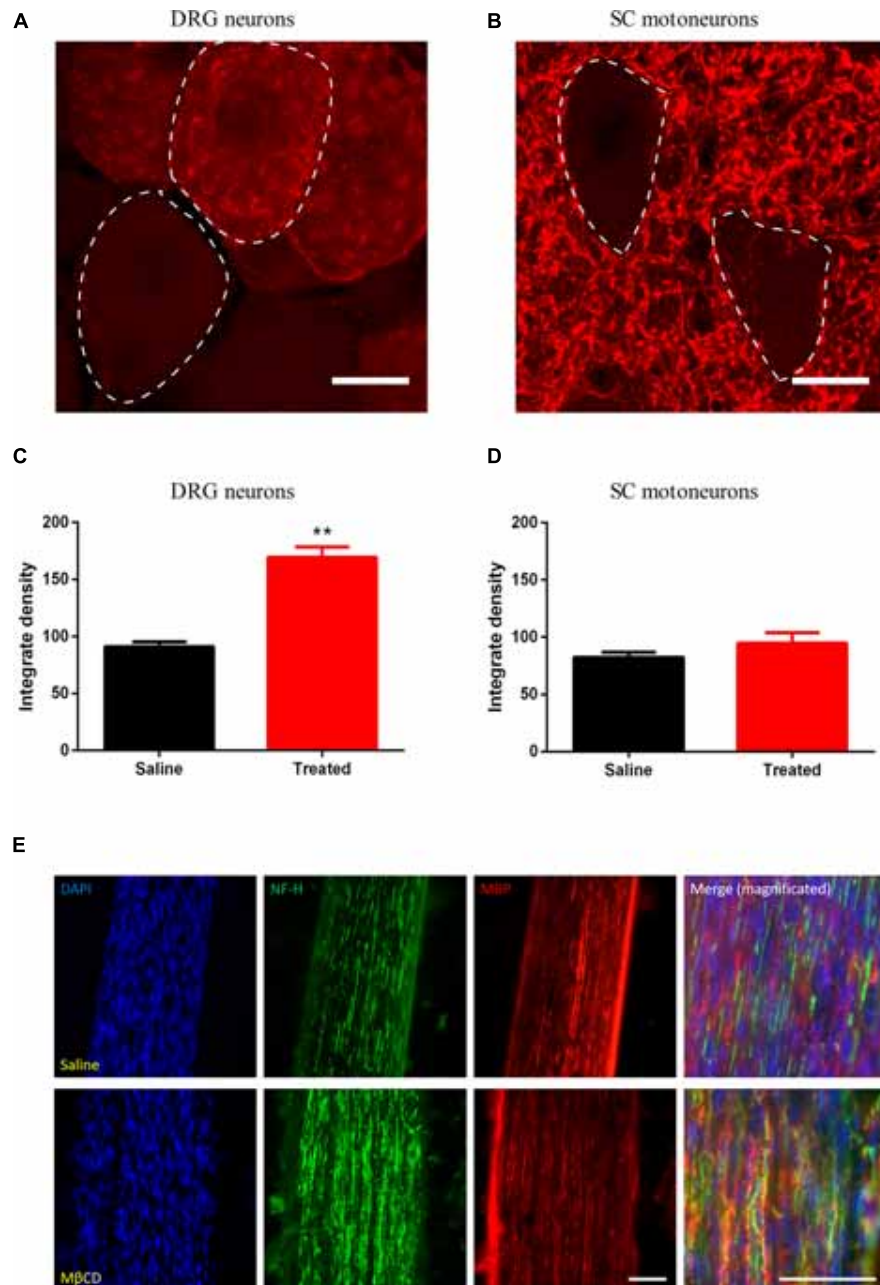 A
DRG neurons
B
SC motoneurons
C
DRG neurons
Integrate density
200
150
100
50
0
**
Saline
Treated
D
SC motoneurons
Integrate density
200
150
100
50
0
Saline
Treated
E
DAPI
NF-H
MBP
Merge (magnificated)
Saline
MβCD